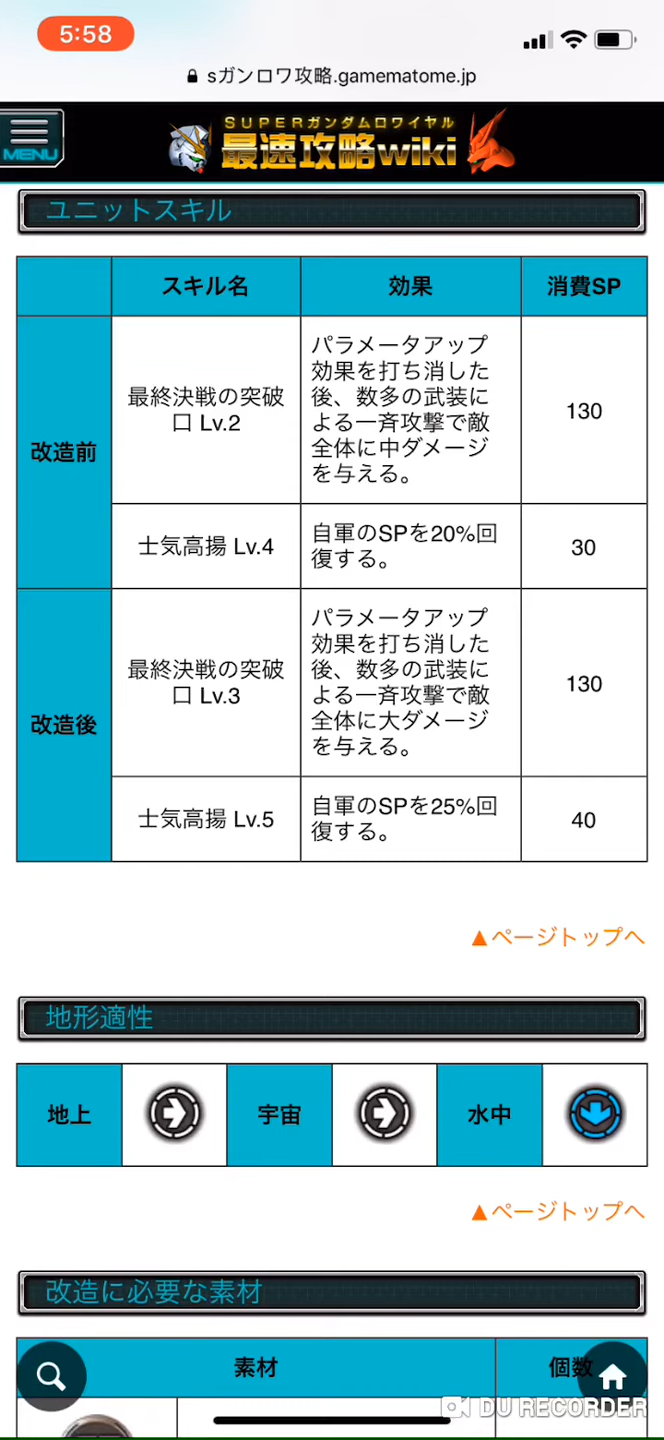 5:58
sガンロワ攻略.gamematome.jp
MENU
SUPERガンダムロワイヤル
最速攻略wiki
ユニットスキル
スキル名
効果
消費SP
改造前
最終決戦の突破
口 Lv.2
パラメータアップ
効果を打ち消した
後、数多の武装に
よる一斉攻撃で敵
全体に中ダメージ
を与える。
130
士気高揚 Lv.4
自軍のSPを20%回
復する。
30
改造後
最終決戦の突破
口 Lv.3
パラメータアップ
効果を打ち消した
後、数多の武装に
よる一斉攻撃で敵
全体に大ダメージ
を与える。
130
士気高揚 Lv.5
自軍のSPを25%回
復する。
40
▲ページトップへ
地形適性
地上
宇宙
水中
▲ページトップへ
改造に必要な素材
素材
個数
DU RECORDER